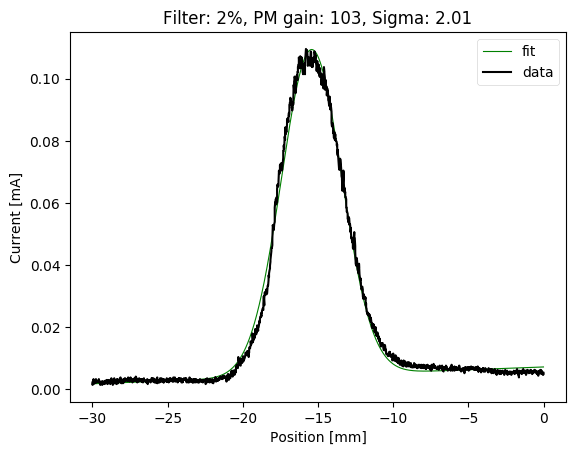 Filter: 2%, PM gain: 103, Sigma: 2.01
fit
data
Current [mA]
0.10
0.08
0.06
0.04
0.02
0.00
−30
−25
−20
−15
−10
−5
0
Position [mm]